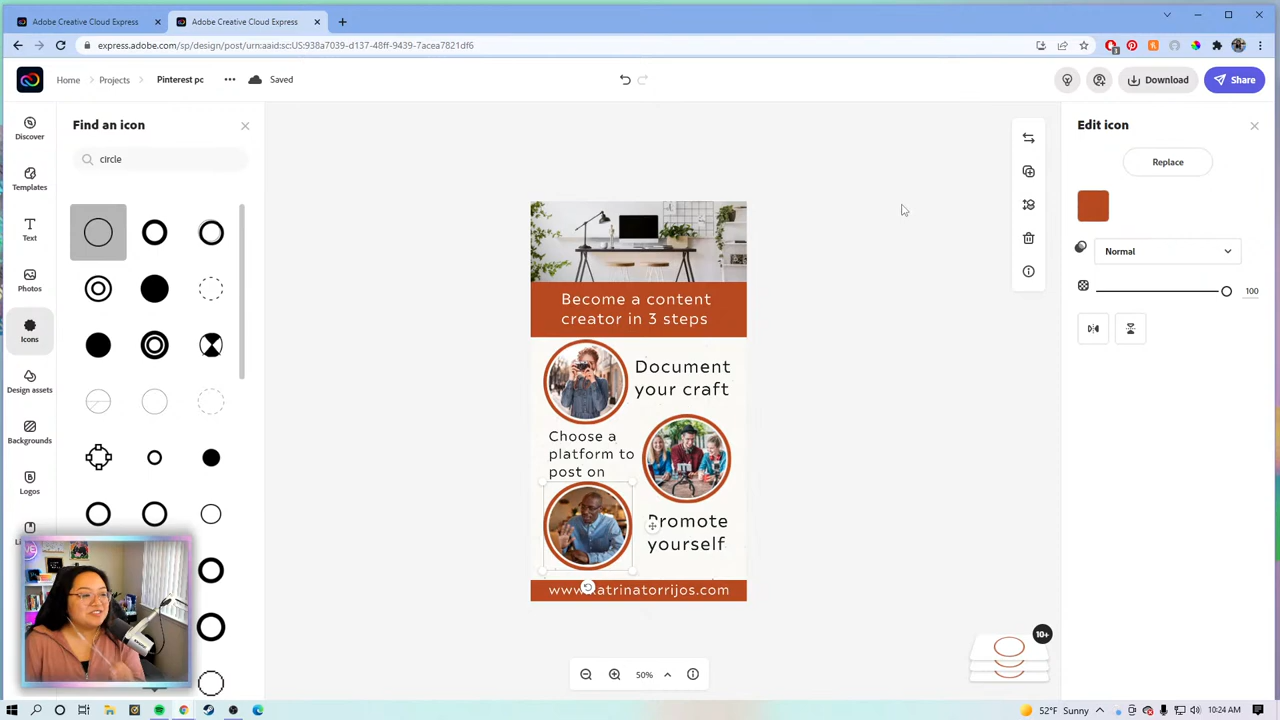 Adobe Creative Cloud Express
Adobe Creative Cloud Express
express.adobe.com/sp/design/post/urn:aaid:sc:US:938a7039-d137-48ff-9439-7acea7821df6
3
Home
Projects
Pinterest pc
Saved
Download
Share
Discover
Templates
Text
Photos
Icons
Design assets
Backgrounds
Logos
Find an icon
circle
Become a content
creator in 3 steps
Document
your craft
Choose a
platform to
post on
Promote
yourself
www.katrinatorrijos.com
50%
Edit icon
Replace
Normal
100
10+
52°F Sunny
10:24 AM